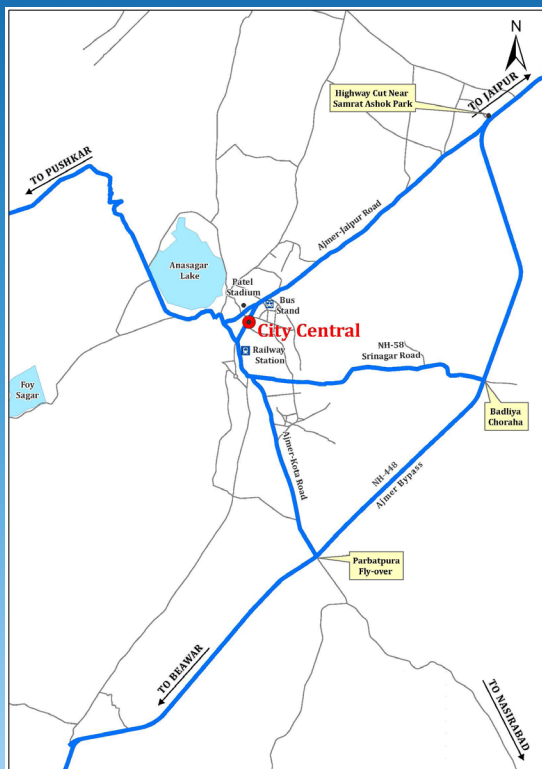 N
Highway Cut Near
Samrat Ashok Park
TO JAIPUR
TO PUSHKAR
Ajmer-Jaipur Road
Anasagar
Lake
Patel
Stadium
Bus
Stand
City Central
Railway
Station
NH-58
Srinagar Road
Foy
Sagar
Badliya
Choraha
Ajmer-Kota Road
NH-448
Ajmer Bypass
Parbatpura
Fly-over
TO BEAWAR
TO NASIRABAD